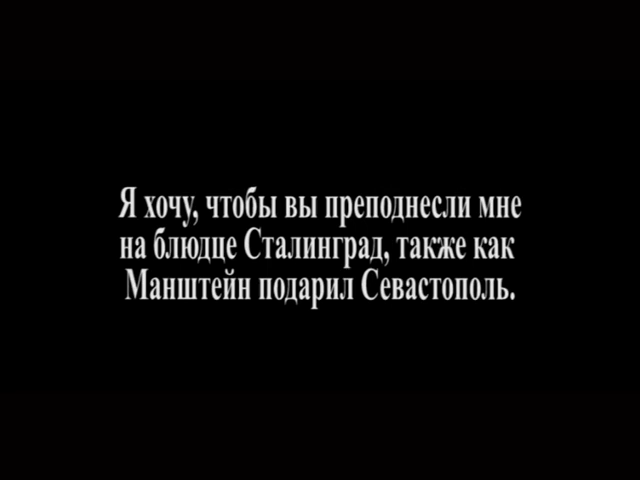 Я хочу, чтобы вы преподнесли мне
на блюдце Сталинград, также как
Манштейн подарил Севастополь.